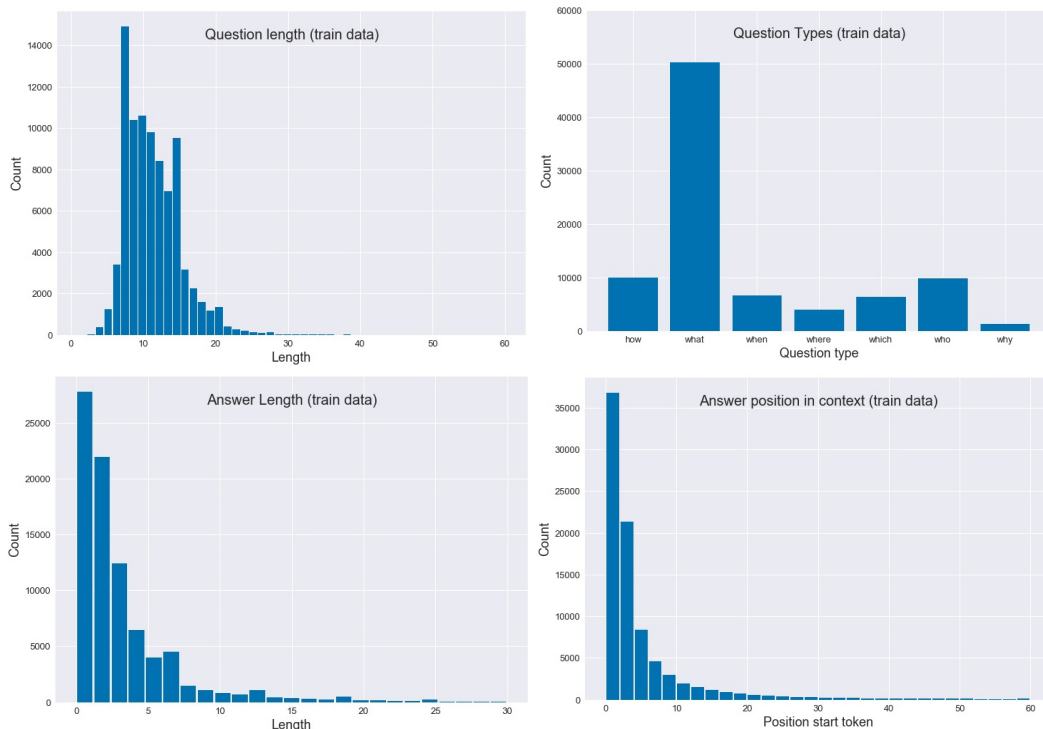 Question length (train data)
Count
14000
12000
10000
8000
6000
4000
2000
0
0 10 20 30 40 50 60
Length
Question Types (train data)
Count
60000
50000
40000
30000
20000
10000
0
how what when where which who why
Question type
Answer Length (train data)
Count
25000
20000
15000
10000
5000
0
0 5 10 15 20 25 30
Length
Answer position in context (train data)
Count
35000
30000
25000
20000
15000
10000
5000
0
0 10 20 30 40 50 60
Position start token